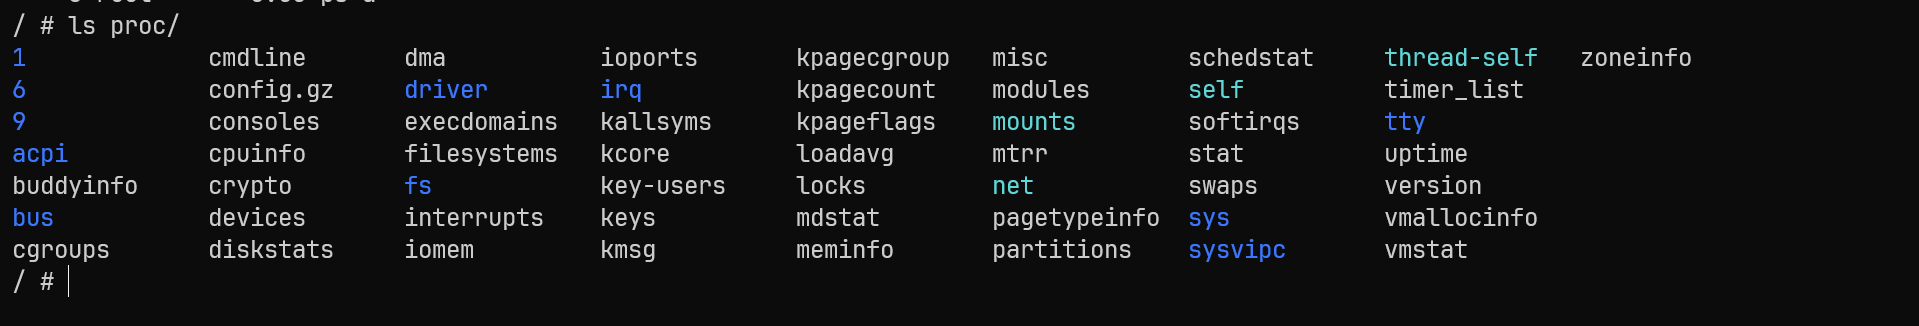 / # ls proc/
1 cmdline dma ioports kpagecgroup misc schedstat thread-self zoneinfo
6 config.gz driver irq kpagecount modules self timer_list
9 consoles execdomains kallsyms kpageflags mounts softirqs tty
acpi cpuinfo filesystems kcore loadavg mtrr stat uptime
buddyinfo crypto fs key-users locks net swaps version
bus devices interrupts keys mdstat pagetypeinfo sys vmallocinfo
cgroups diskstats iomem kmsg meminfo partitions sysvipc vmstat
/ #